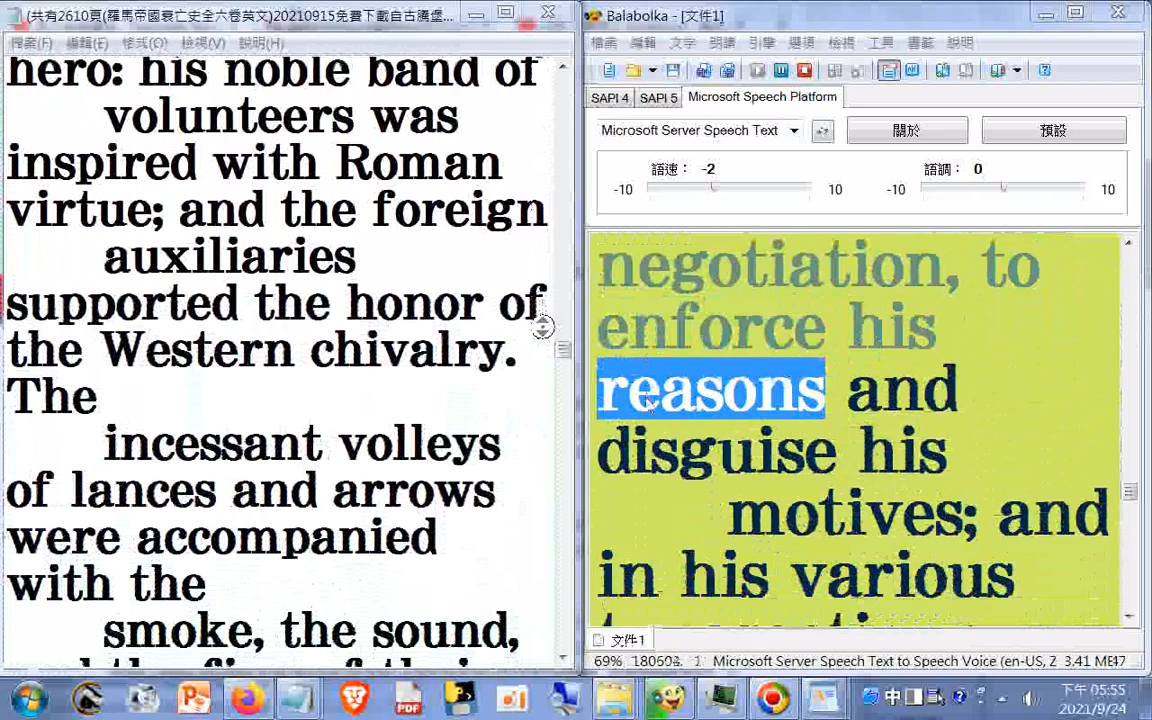 (共有2610頁(羅馬帝國衰亡史全六卷英文)20210915免費下載自古騰堡...
檔案(F) 編輯(E) 格式(O) 檢視(V) 說明(H)
hero: his noble band of
volunteers was
inspired with Roman
virtue; and the foreign
auxiliaries
supported the honor of
the Western chivalry.
The
incessant volleys
of lances and arrows
were accompanied
with the
smoke, the sound,
Balabolka - [文件1]
檔案 編輯 文字 朗讀 引擎 選項 檢視 工具 書籤 說明
SAPI 4 SAPI 5 Microsoft Speech Platform
Microsoft Server Speech Text 關於 預設
語速: -2 語調: 0
-10 10 -10 10
negotiation, to
enforce his
reasons and
disguise his
motives; and
in his various
文件1
69% Microsoft Server Speech Text to Speech Voice (en-US, Z 3.41 MB
中
下午 05:55
2021/9/24